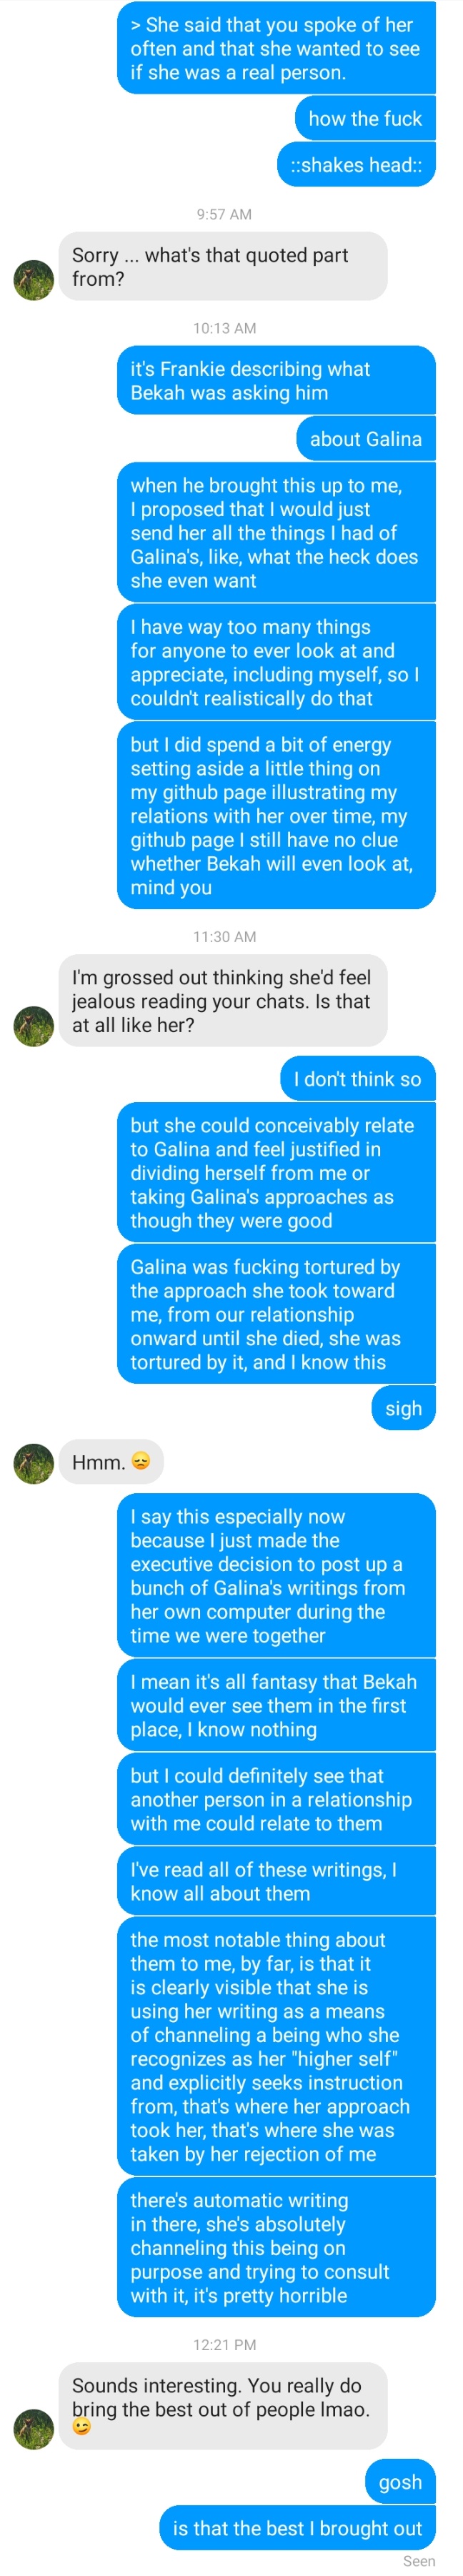 > She said that you spoke of her
often and that she wanted to see
if she was a real person.
how the fuck
::shakes head::
9:57 AM
Sorry ... what's that quoted part
from?
10:13 AM
it's Frankie describing what
Bekah was asking him
about Galina
when he brought this up to me,
I proposed that I would just
send her all the things I had of
Galina's, like, what the heck does
she even want
I have way too many things
for anyone to ever look at and
appreciate, including myself, so I
couldn't realistically do that
but I did spend a bit of energy
setting aside a little thing on
my github page illustrating my
relations with her over time, my
github page I still have no clue
whether Bekah will even look at,
mind you
11:30 AM
I'm grossed out thinking she'd feel
jealous reading your chats. Is that
at all like her?
I don't think so
but she could conceivably relate
to Galina and feel justified in
dividing herself from me or
taking Galina's approaches as
though they were good
Galina was fucking tortured by
the approach she took toward
me, from our relationship
onward until she died, she was
tortured by it, and I know this
sigh
Hmm. 😞
I say this especially now
because I just made the
executive decision to post up a
bunch of Galina's writings from
her own computer during the
time we were together
I mean it's all fantasy that Bekah
would ever see them in the first
place, I know nothing
but I could definitely see that
another person in a relationship
with me could relate to them
I've read all of these writings, I
know all about them
the most notable thing about
them to me, by far, is that it
is clearly visible that she is
using her writing as a means
of channeling a being who she
recognizes as her "higher self"
and explicitly seeks instruction
from, that's where her approach
took her, that's where she was
taken by her rejection of me
there's automatic writing
in there, she's absolutely
channeling this being on
purpose and trying to consult
with it, it's pretty horrible
12:21 PM
Sounds interesting. You really do
bring the best out of people lmao.
😉
gosh
is that the best I brought out
Seen